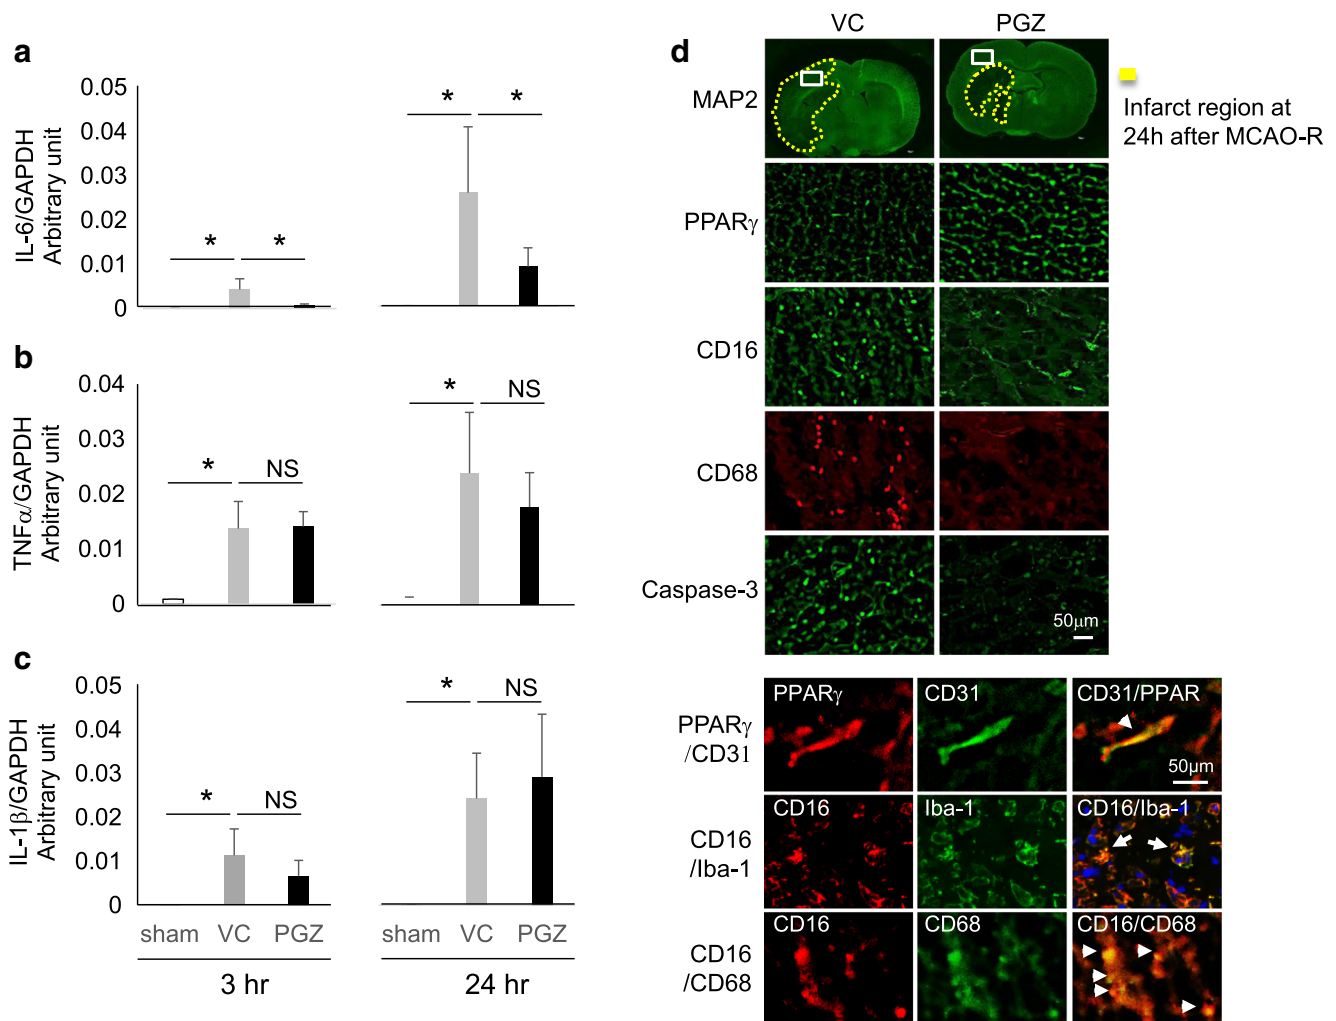 a
IL-6/GAPDH
Arbitrary unit
0.05
0.04
0.03
0.02
0.01
0
*
*
*
*
b
TNFα/GAPDH
Arbitrary unit
0.04
0.03
0.02
0.01
0
*
NS
*
NS
c
IL-1β/GAPDH
Arbitrary unit
0.05
0.04
0.03
0.02
0.01
0
*
NS
*
NS
sham VC PGZ
sham VC PGZ
3 hr
24 hr
d
VC
PGZ
MAP2
Infarct region at
24h after MCAO-R
PPARγ
CD16
CD68
Caspase-3
50μm
PPARγ
/CD31
PPARγ
CD31
CD31/PPAR
50μm
CD16
/Iba-1
CD16
Iba-1
CD16/Iba-1
CD16
/CD68
CD16
CD68
CD16/CD68